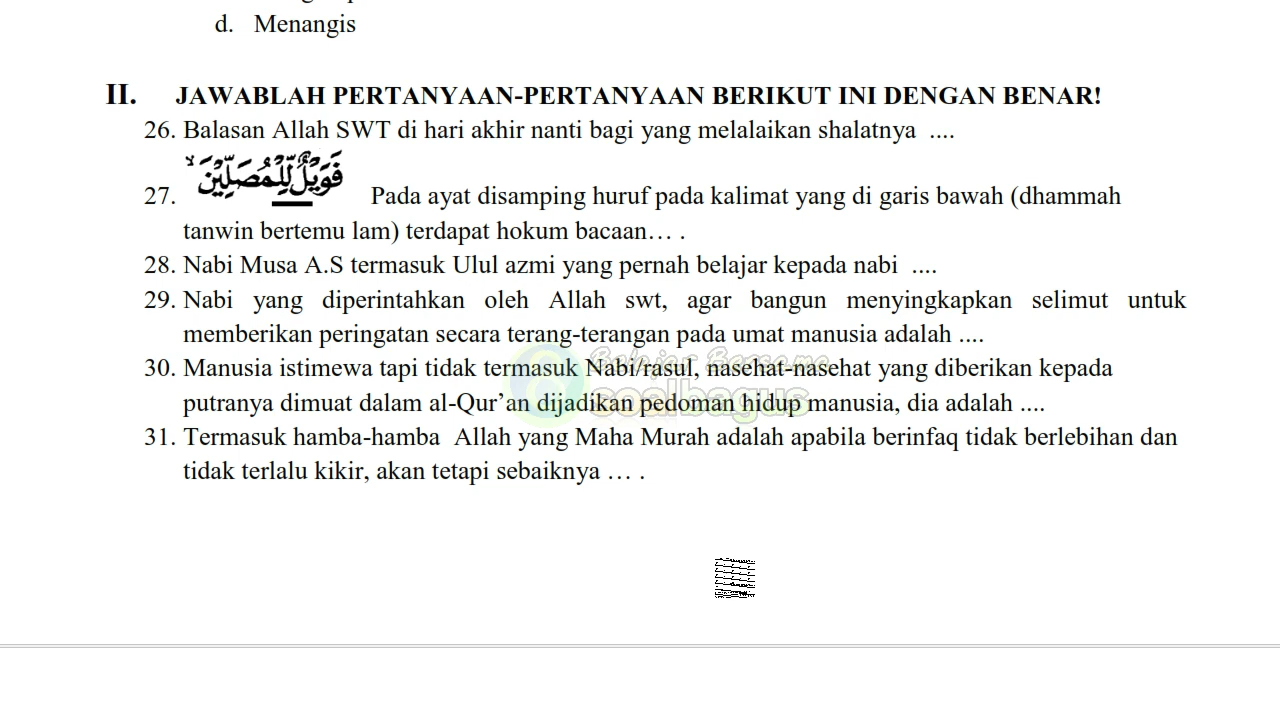 d. Menangis
II. JAWABLAH PERTANYAAN-PERTANYAAN BERIKUT INI DENGAN BENAR!
26. Balasan Allah SWT di hari akhir nanti bagi yang melalaikan shalatnya ....
27. فَوَيْلٌ لِّلْمُصَلِّيْنَۙ Pada ayat disamping huruf pada kalimat yang di garis bawah (dhammah
tanwin bertemu lam) terdapat hokum bacaan… .
28. Nabi Musa A.S termasuk Ulul azmi yang pernah belajar kepada nabi ....
29. Nabi yang diperintahkan oleh Allah swt, agar bangun menyingkapkan selimut untuk
memberikan peringatan secara terang-terangan pada umat manusia adalah ....
Belajar Bersama
30. Manusia istimewa tapi tidak termasuk Nabi/rasul, nasehat-nasehat yang diberikan kepada
soalbagus
putranya dimuat dalam al-Qur’an dijadikan pedoman hidup manusia, dia adalah ....
31. Termasuk hamba-hamba Allah yang Maha Murah adalah apabila berinfaq tidak berlebihan dan
tidak terlalu kikir, akan tetapi sebaiknya … .